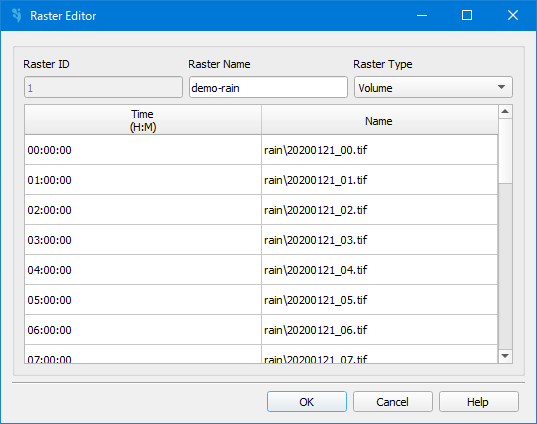 Raster Editor
Raster ID Raster Name Raster Type
1 demo-rain Volume
Time
(H:M) Name
00:00:00 rain\20200121_00.tif
01:00:00 rain\20200121_01.tif
02:00:00 rain\20200121_02.tif
03:00:00 rain\20200121_03.tif
04:00:00 rain\20200121_04.tif
05:00:00 rain\20200121_05.tif
06:00:00 rain\20200121_06.tif
07:00:00 rain\20200121_07.tif
OK Cancel Help